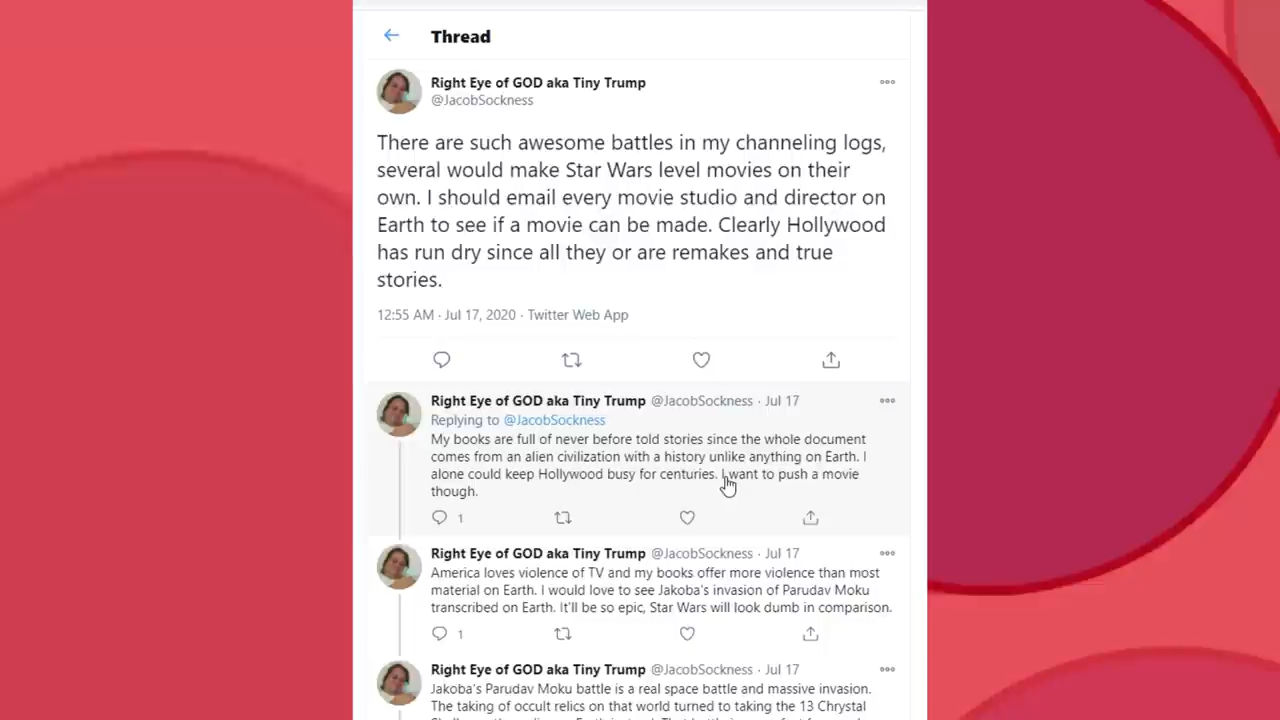 Thread
Right Eye of GOD aka Tiny Trump
@JacobSockness
There are such awesome battles in my channeling logs,
several would make Star Wars level movies on their
own. I should email every movie studio and director on
Earth to see if a movie can be made. Clearly Hollywood
has run dry since all they or are remakes and true
stories.
12:55 AM · Jul 17, 2020 · Twitter Web App
Right Eye of GOD aka Tiny Trump @JacobSockness · Jul 17
Replying to @JacobSockness
My books are full of never before told stories since the whole document
comes from an alien civilization with a history unlike anything on Earth. I
alone could keep Hollywood busy for centuries. I want to push a movie
though.
1
Right Eye of GOD aka Tiny Trump @JacobSockness · Jul 17
America loves violence of TV and my books offer more violence than most
material on Earth. I would love to see Jakoba's invasion of Parudav Moku
transcribed on Earth. It'll be so epic, Star Wars will look dumb in comparison.
1
Right Eye of GOD aka Tiny Trump @JacobSockness · Jul 17
Jakoba's Parudav Moku battle is a real space battle and massive invasion.
The taking of occult relics on that world turned to taking the 13 Chrystal